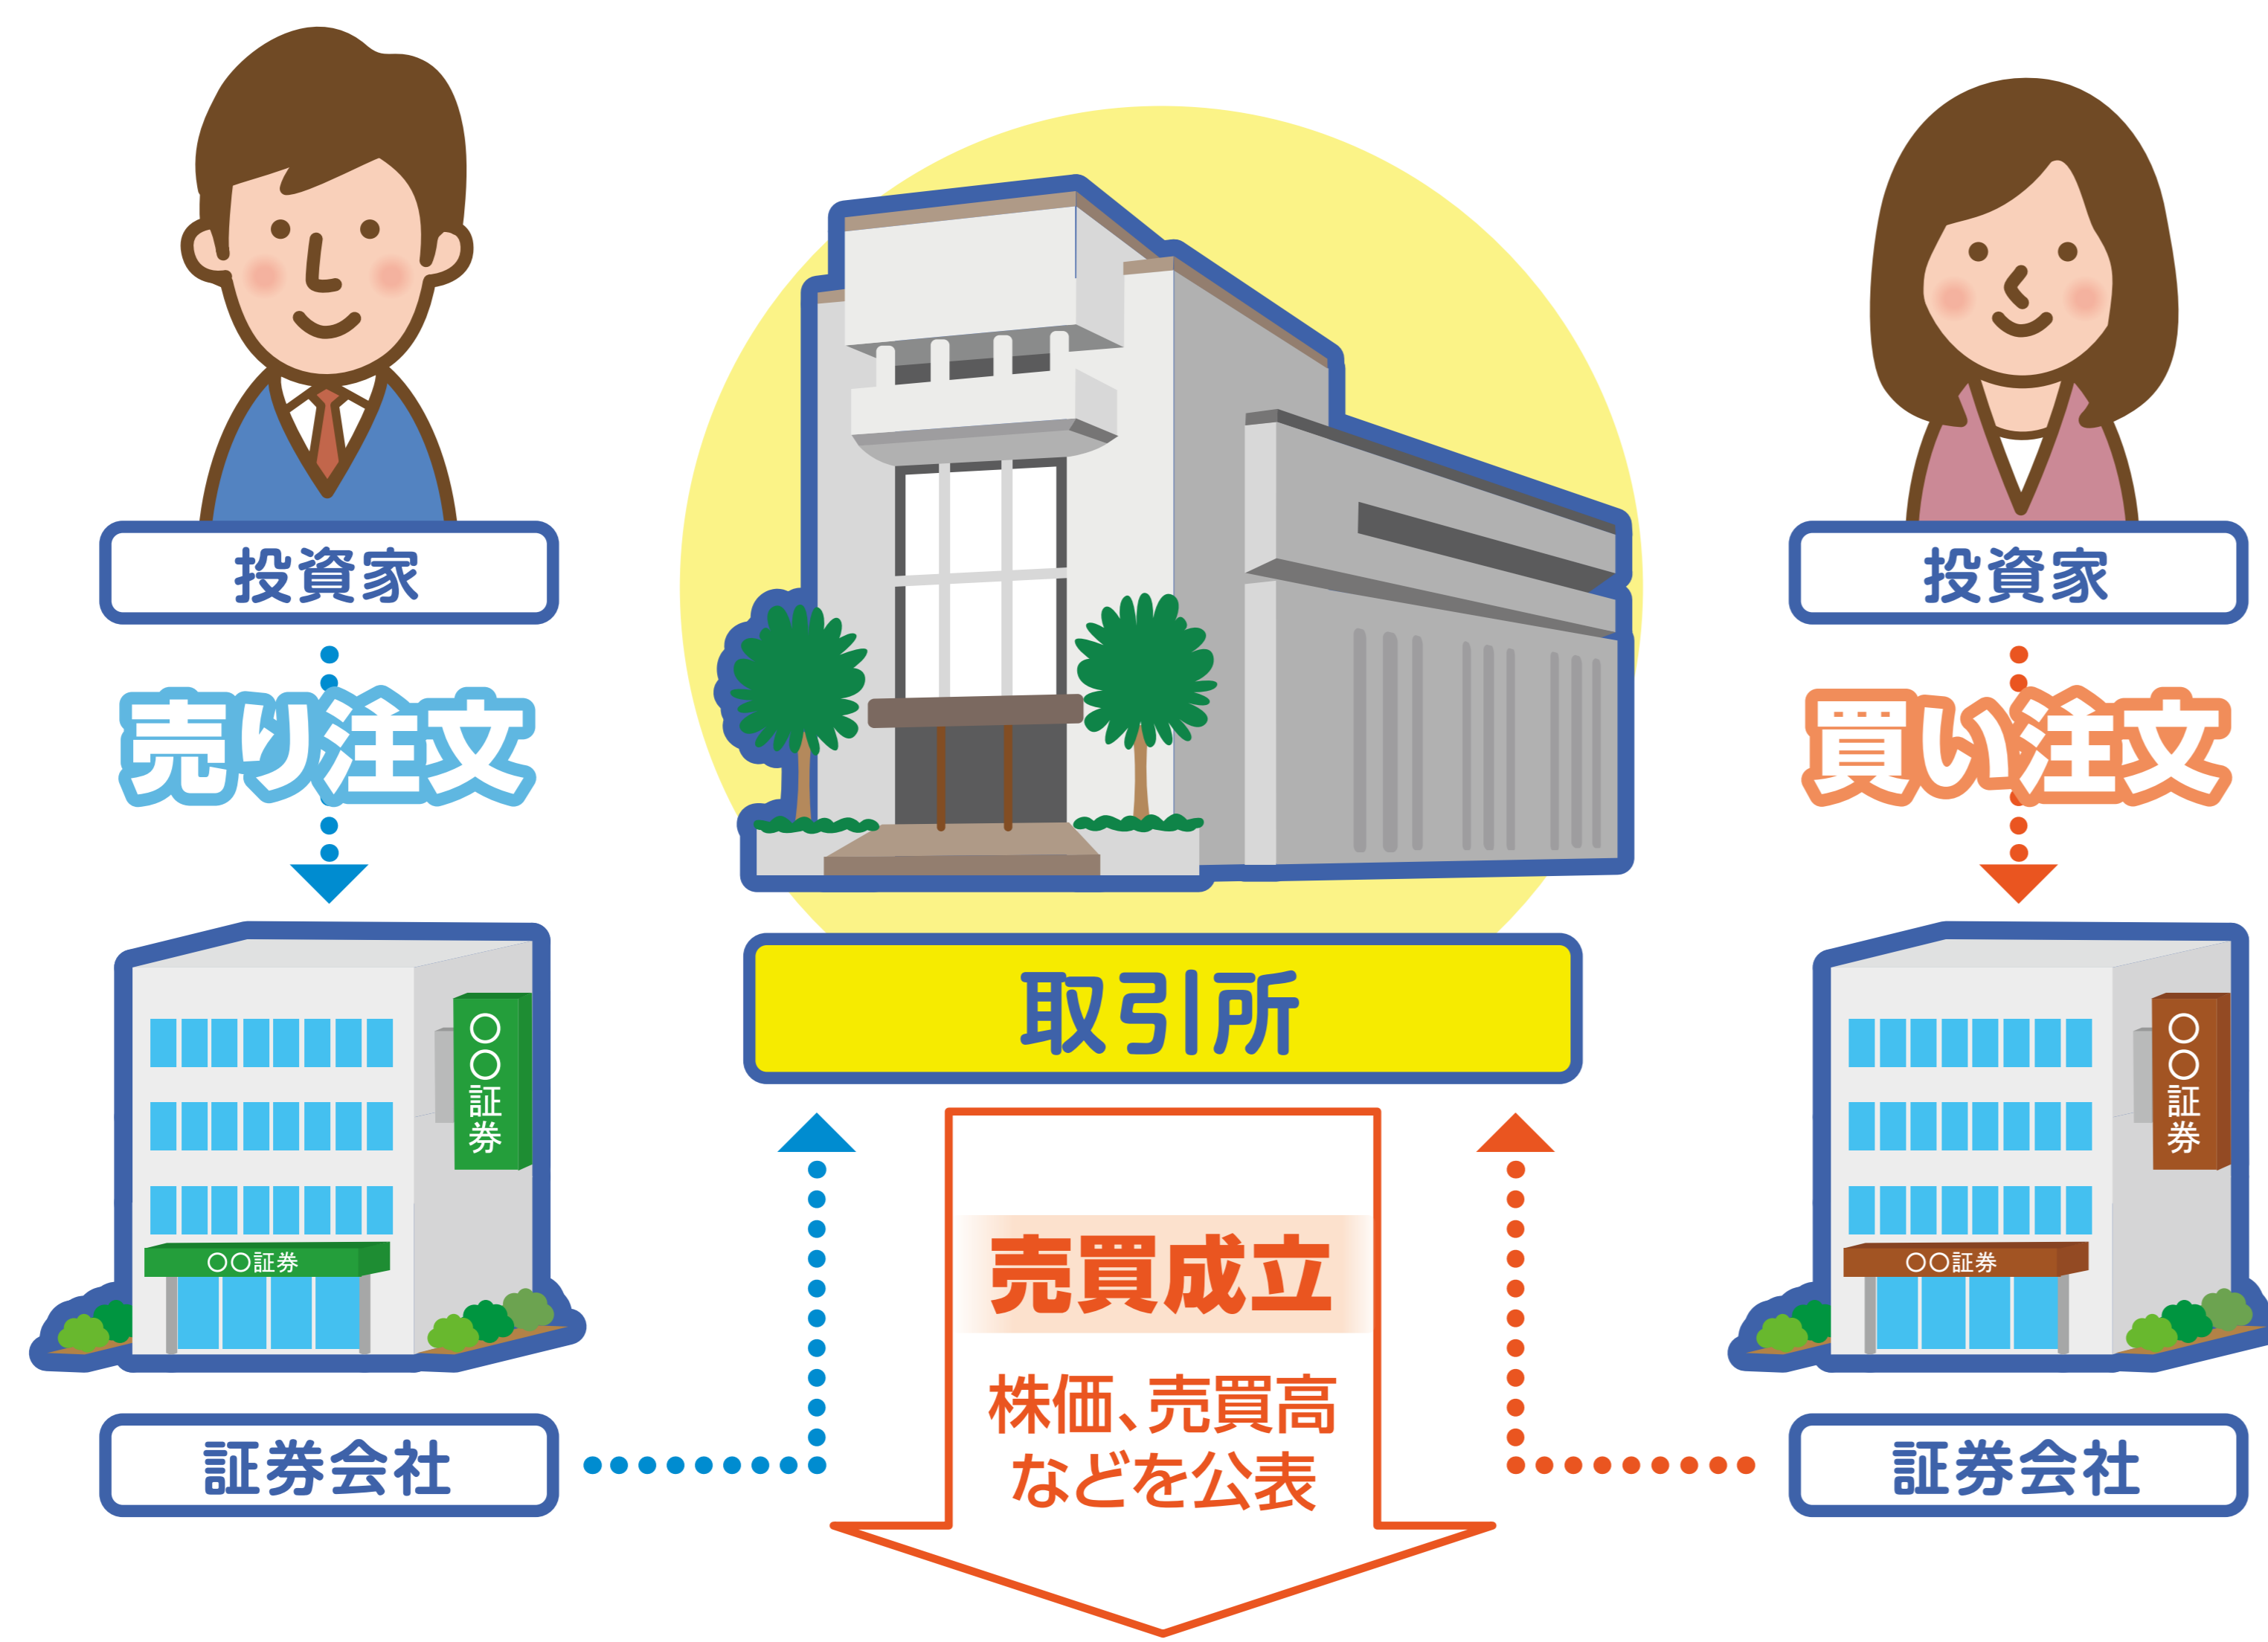 投資家
売り注文
〇〇証券
〇〇証券
証券会社
取引所
売買成立
株価、売買高
などを公表
投資家
買い注文
〇〇証券
〇〇証券
証券会社